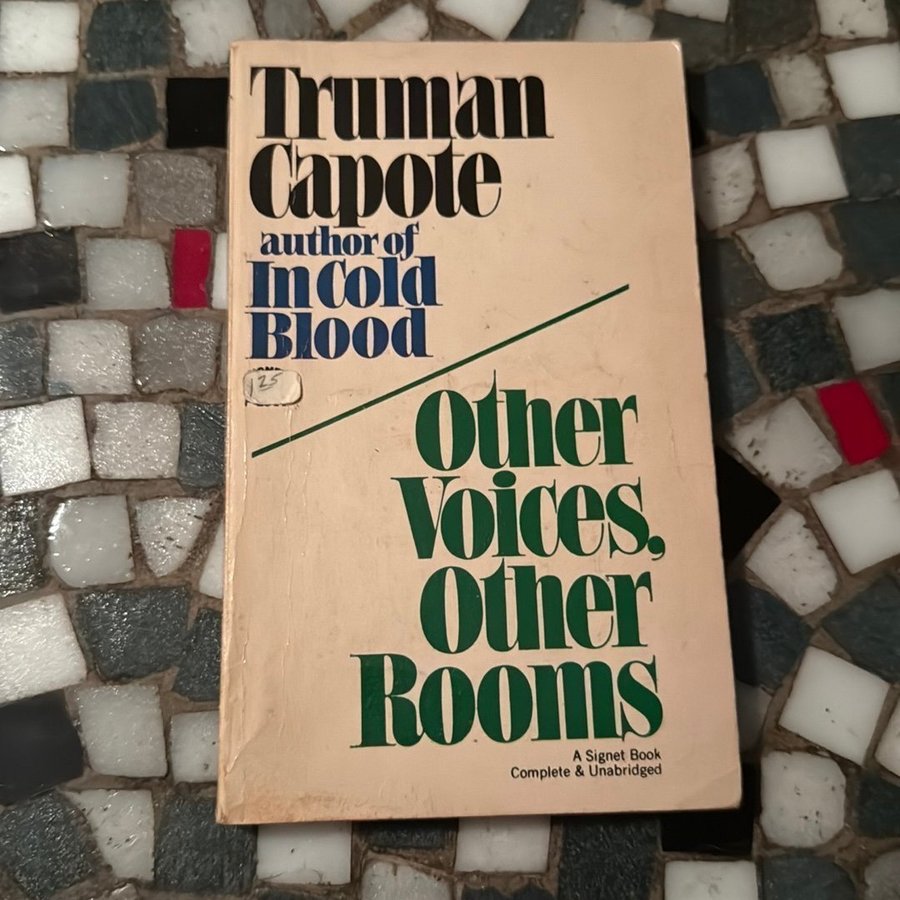 Truman
Capote
author of
In Cold
Blood
125
Other
Voices,
Other
Rooms
A Signet Book
Complete & Unabridged